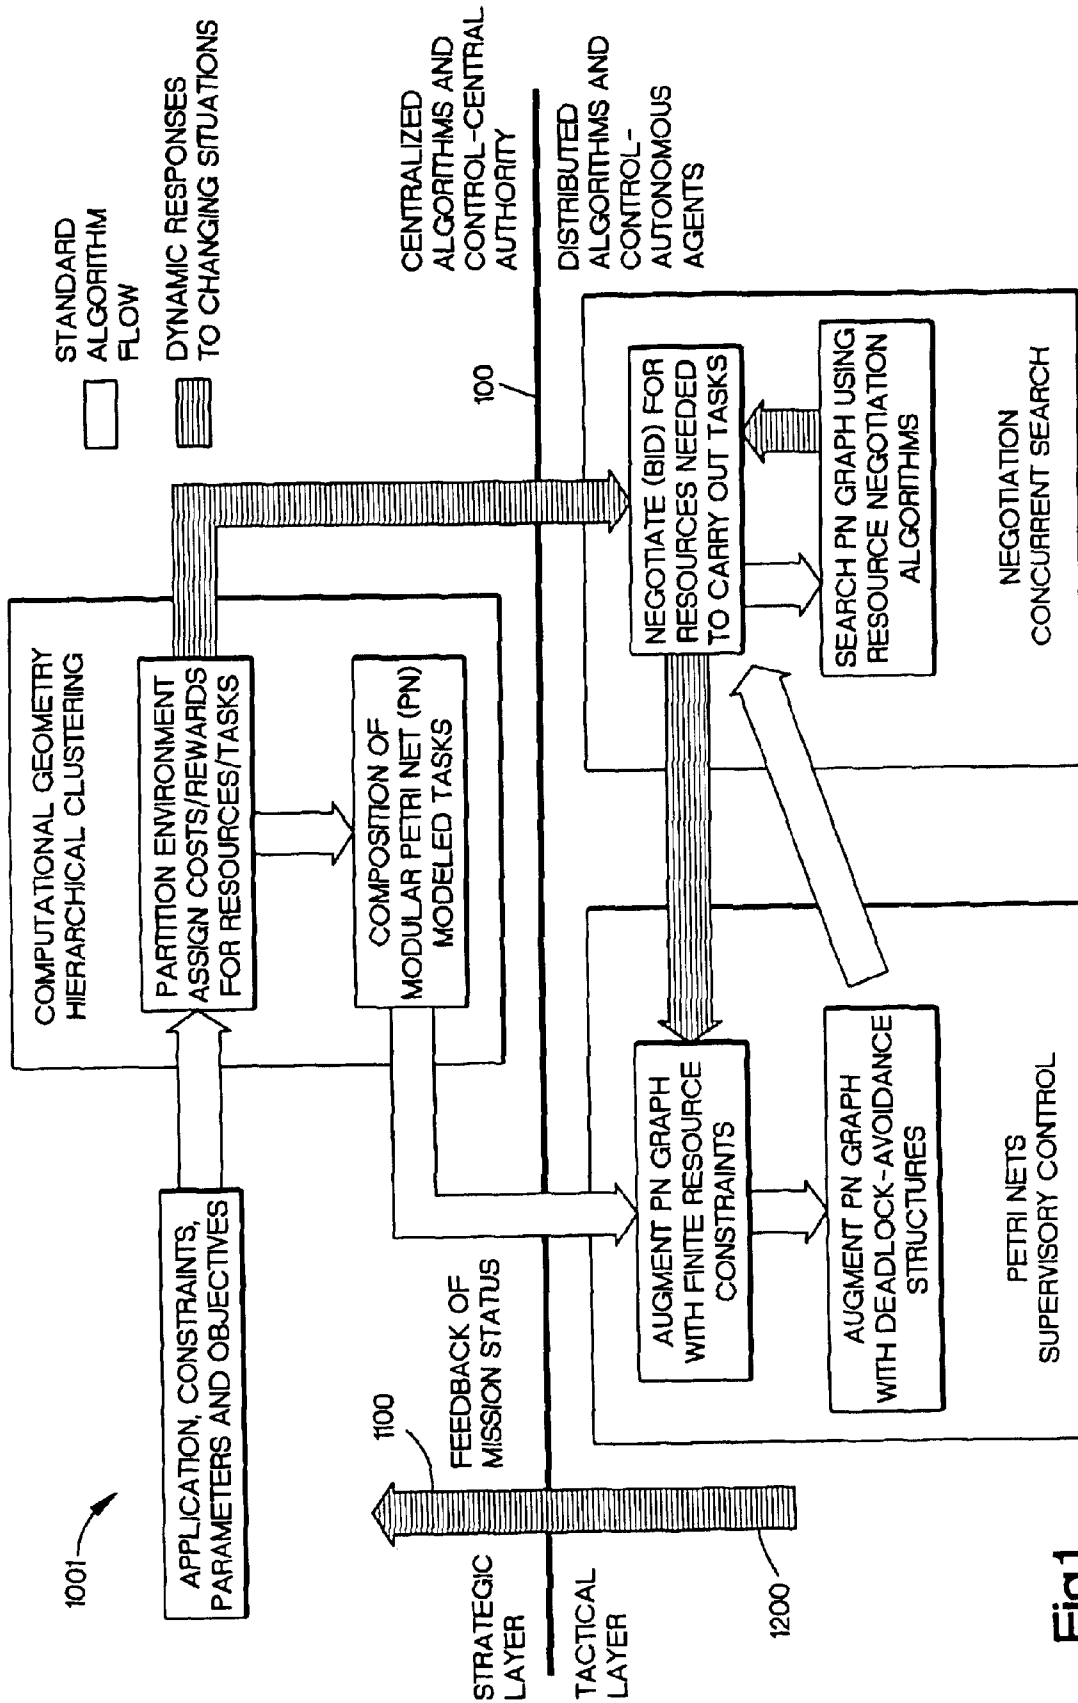 1001
APPLICATION, CONSTRAINTS,
PARAMETERS AND OBJECTIVES
COMPUTATIONAL GEOMETRY
HIERARCHICAL CLUSTERING
PARTITION ENVIRONMENT
ASSIGN COSTS/REWARDS
FOR RESOURCES/TASKS
COMPOSITION OF
MODULAR PETRI NET (PN)
MODELED TASKS
STANDARD
ALGORITHM
FLOW
DYNAMIC RESPONSES
TO CHANGING SITUATIONS
STRATEGIC
LAYER
1100
FEEDBACK OF
MISSION STATUS
100
CENTRALIZED
ALGORITHMS AND
CONTROL-CENTRAL
AUTHORITY
TACTICAL
LAYER
1200
DISTRIBUTED
ALGORITHMS AND
CONTROL-
AUTONOMOUS
AGENTS
AUGMENT PN GRAPH
WITH FINITE RESOURCE
CONSTRAINTS
AUGMENT PN GRAPH
WITH DEADLOCK-AVOIDANCE
STRUCTURES
PETRI NETS
SUPERVISORY CONTROL
NEGOTIATE (BID) FOR
RESOURCES NEEDED
TO CARRY OUT TASKS
SEARCH PN GRAPH USING
RESOURCE NEGOTIATION
ALGORITHMS
NEGOTIATION
CONCURRENT SEARCH
Fig1